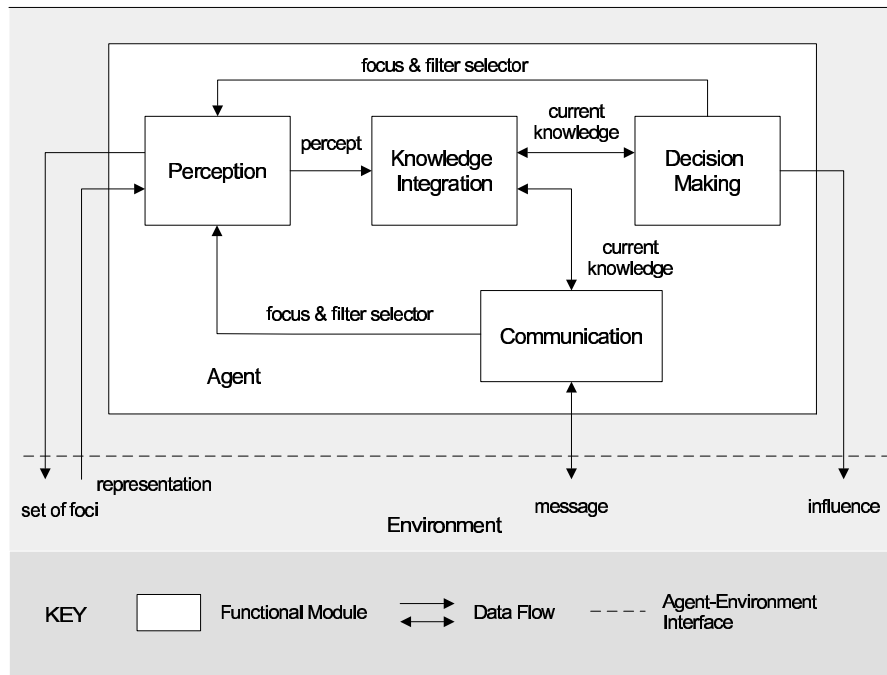 focus & filter selector
current
knowledge
percept
Perception
Knowledge
Integration
Decision
Making
current
knowledge
focus & filter selector
Communication
Agent
representation
set of foci
message
influence
Environment
KEY
Functional Module
Data Flow
Agent-Environment
Interface